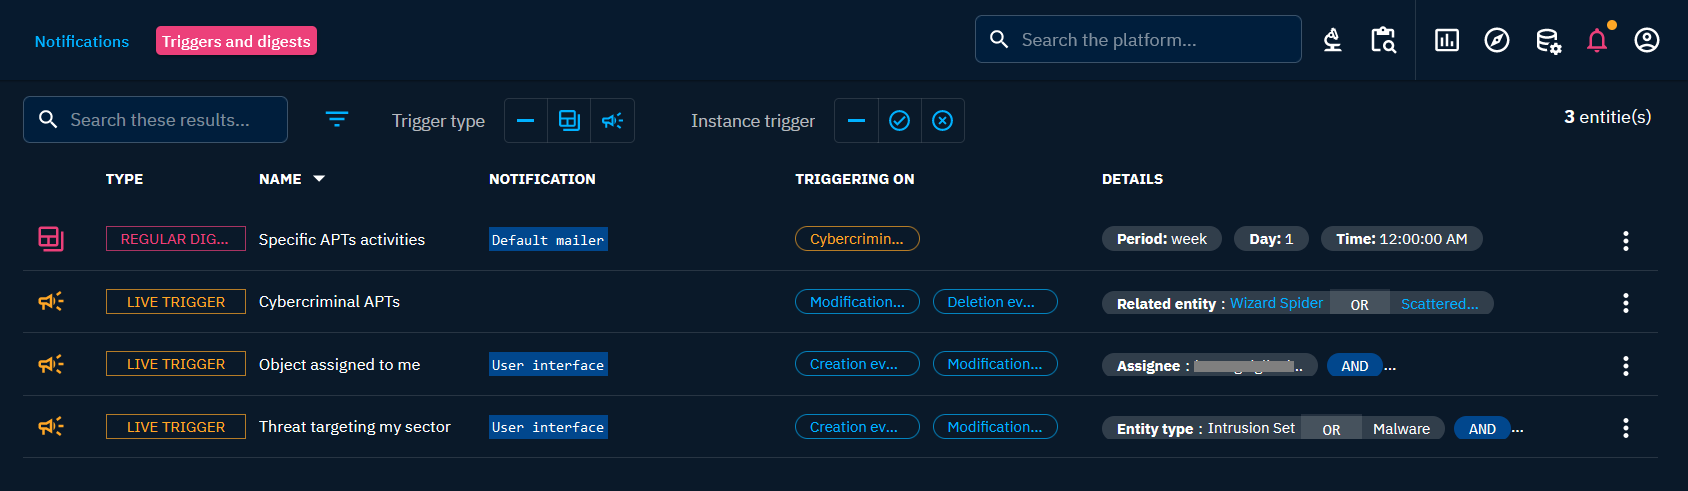 Notifications Triggers and digests Search the platform...
Search these results... Trigger type Instance trigger 3 entitie(s)
TYPE NAME NOTIFICATION TRIGGERING ON DETAILS
REGULAR DIG... Specific APTs activities Default mailer Cybercrimin... Period: week Day: 1 Time: 12:00:00 AM
LIVE TRIGGER Cybercriminal APTs Modification... Deletion ev... Related entity : Wizard Spider OR Scattered...
LIVE TRIGGER Object assigned to me User interface Creation ev... Modification... Assignee : .. AND ...
LIVE TRIGGER Threat targeting my sector User interface Creation ev... Modification... Entity type : Intrusion Set OR Malware AND ...